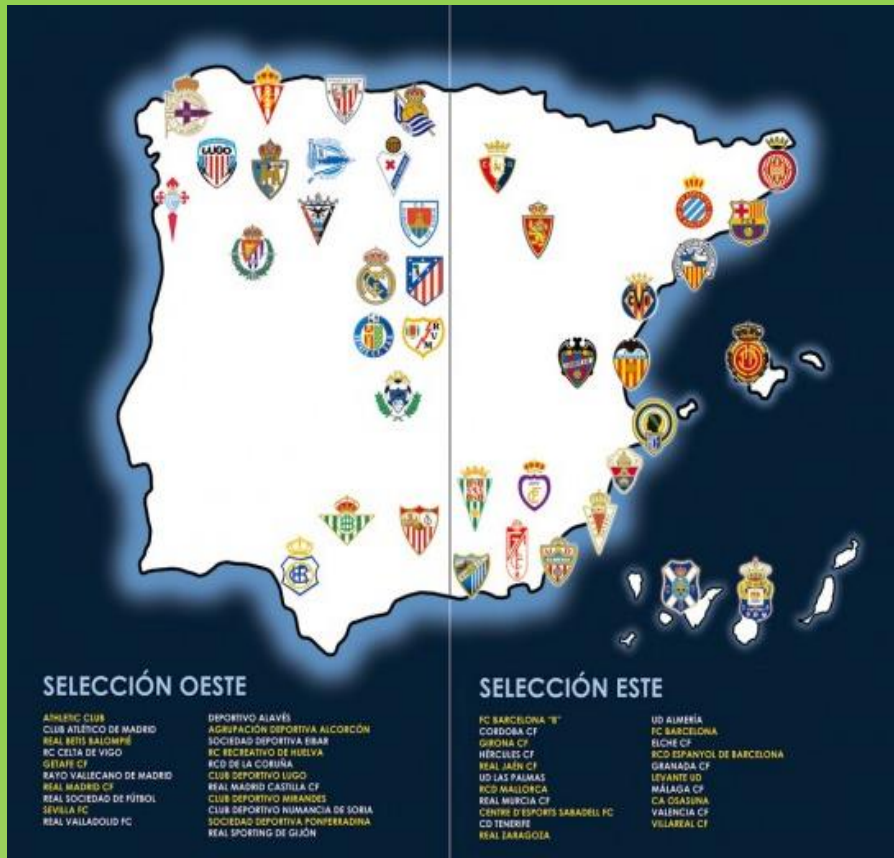 SELECCIÓN OESTE
ATHLETIC CLUB
CLUB ATLÉTICO DE MADRID
REAL BETIS BALOMPIÉ
RC CELTA DE VIGO
GETAFE CF
RAYO VALLECANO DE MADRID
REAL MADRID CF
REAL SOCIEDAD DE FÚTBOL
SEVILLA FC
REAL VALLADOLID FC
DEPORTIVO ALAVÉS
AGRUPACIÓN DEPORTIVA ALCORCÓN
SOCIEDAD DEPORTIVA EIBAR
RC RECREATIVO DE HUELVA
RCD DE LA CORUÑA
CLUB DEPORTIVO LUGO
REAL MADRID CASTILLA CF
CLUB DEPORTIVO MIRANDES
CLUB DEPORTIVO NUMANCIA DE SORIA
SOCIEDAD DEPORTIVA PONFERRADINA
REAL SPORTING DE GIJÓN
SELECCIÓN ESTE
FC BARCELONA "B"
CORDOBA CF
GIRONA CF
HÉRCULES CF
REAL JAÉN CF
UD LAS PALMAS
RCD MALLORCA
REAL MURCIA CF
CENTRE D'ESPORTS SABADELL FC
CD TENERIFE
REAL ZARAGOZA
UD ALMERÍA
FC BARCELONA
ELCHE CF
RCD ESPANYOL DE BARCELONA
GRANADA CF
LEVANTE UD
MÁLAGA CF
CA OSASUNA
VALENCIA CF
VILLAREAL CF
LUGO